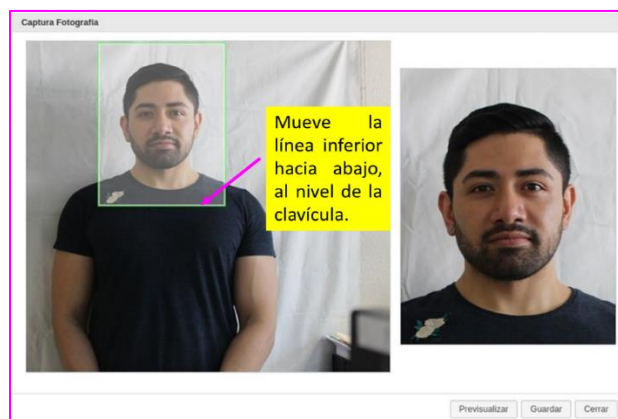 Captura Fotografía
Mueve la
línea inferior
hacia abajo,
al nivel de la
clavícula.
Previsualizar
Guardar
Cerrar